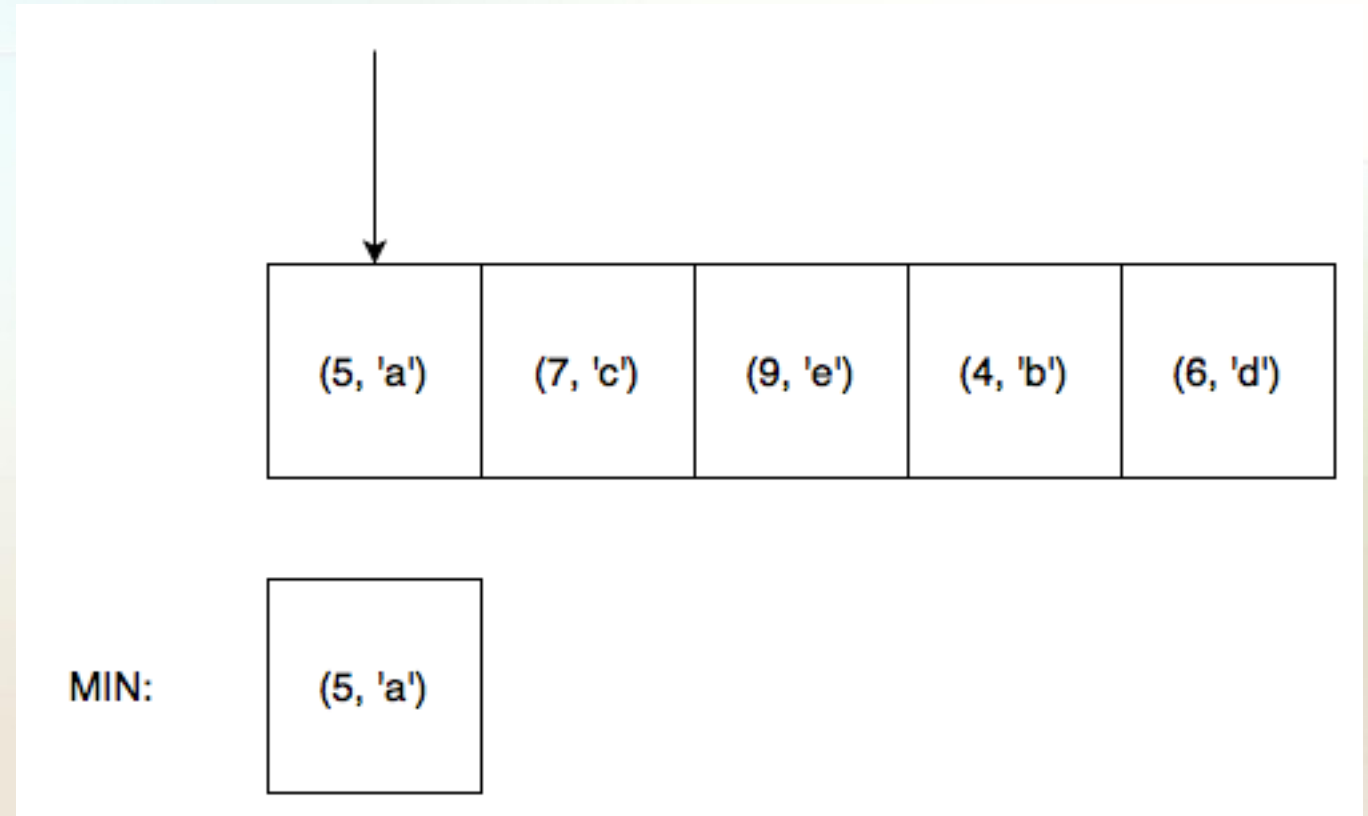 (5, 'a') (7, 'c') (9, 'e') (4, 'b') (6, 'd')
MIN: (5, 'a')